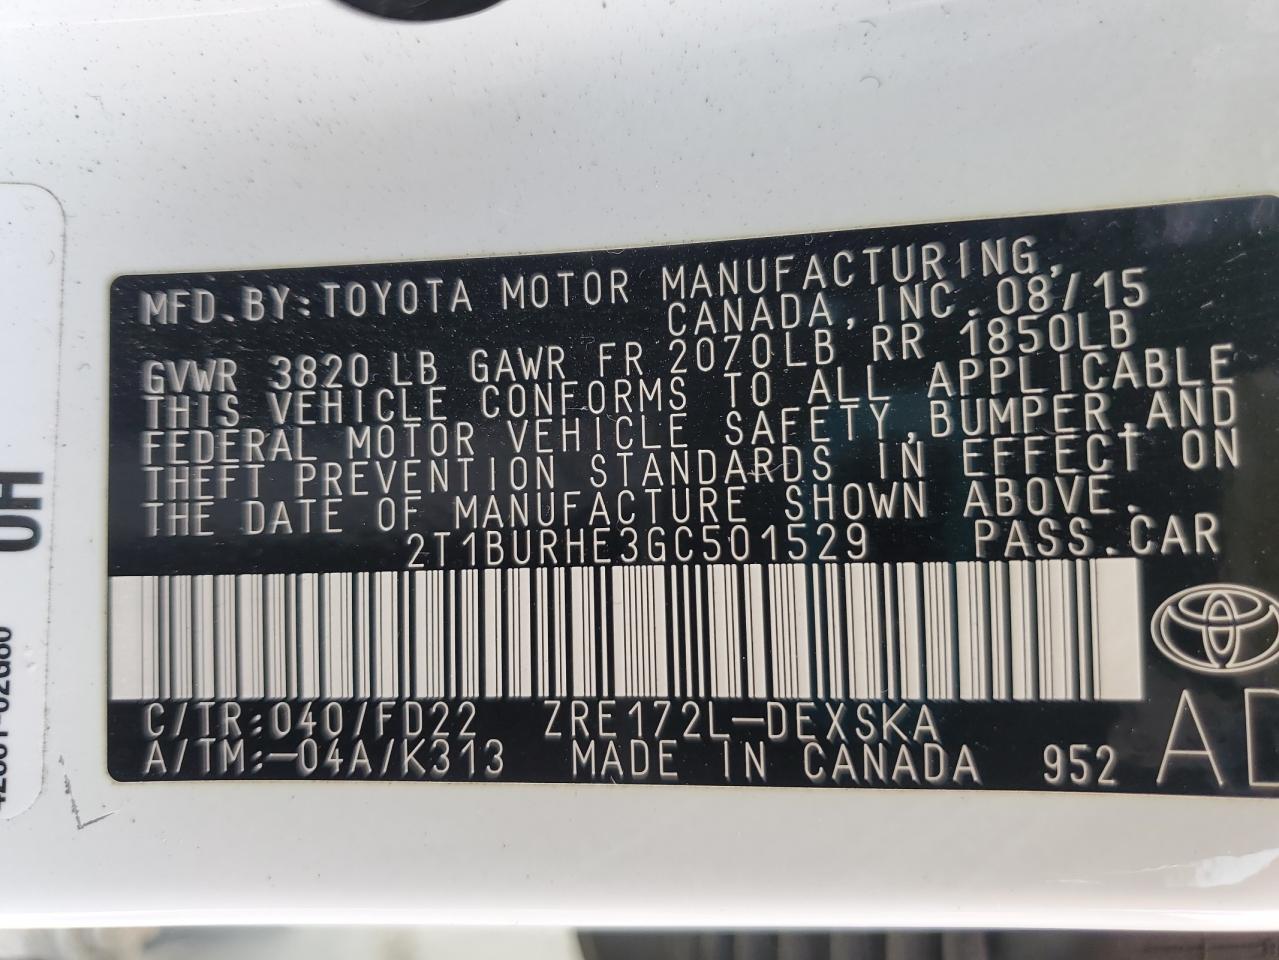 MFD.BY:TOYOTA MOTOR MANUFACTURING,
CANADA,INC.08/15
GVWR 3820 LB GAWR FR 2070LB RR 1850LB
THIS VEHICLE CONFORMS TO ALL APPLICABLE
FEDERAL MOTOR VEHICLE SAFETY,BUMPER,AND
THEFT PREVENTION STANDARDS IN EFFECT ON
THE DATE OF MANUFACTURE SHOWN ABOVE.
2T1BURHE3GC501529 PASS.CAR
C/TR:040/FD22 ZRE172L-DEXSKA
A/TM:-04A/K313 MADE IN CANADA 952